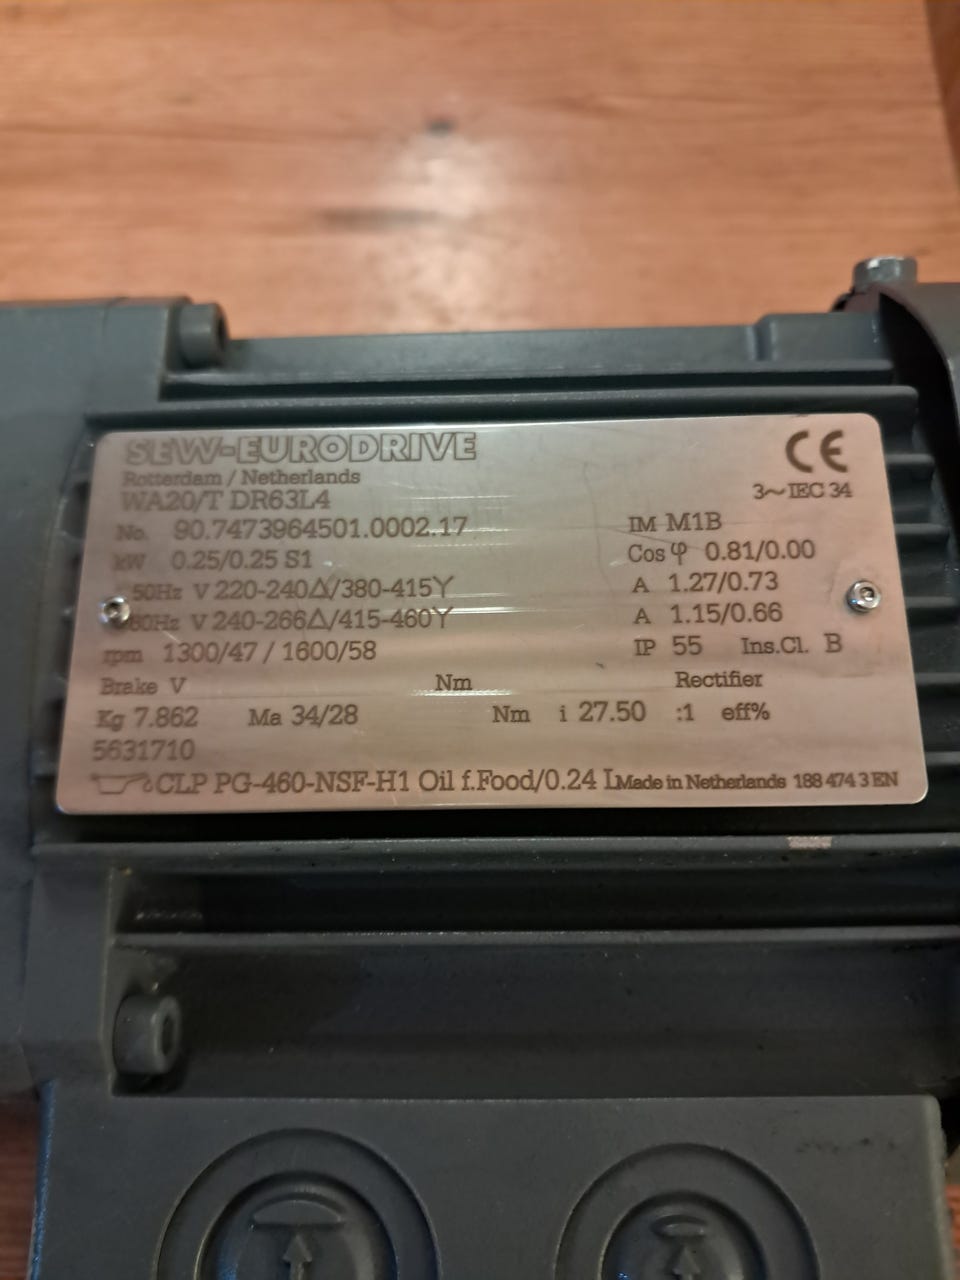 SEW-EURODRIVE
Rotterdam / Netherlands
WA20/T DR63L4
3~IEC 34
No. 90.7473964501.0002.17 IM M1B
kW 0.25/0.25 S1 Cos φ 0.81/0.00
50Hz V 220-240Δ/380-415Y A 1.27/0.73
60Hz V 240-266Δ/415-460Y A 1.15/0.66
rpm 1300/47 / 1600/58 IP 55 Ins.Cl. B
Brake V Nm Rectifier
Kg 7.862 Ma 34/28 Nm i 27.50 :1 eff%
5631710
CLP PG-460-NSF-H1 Oil f.Food/0.24 L Made in Netherlands 188 474 3 EN
CE